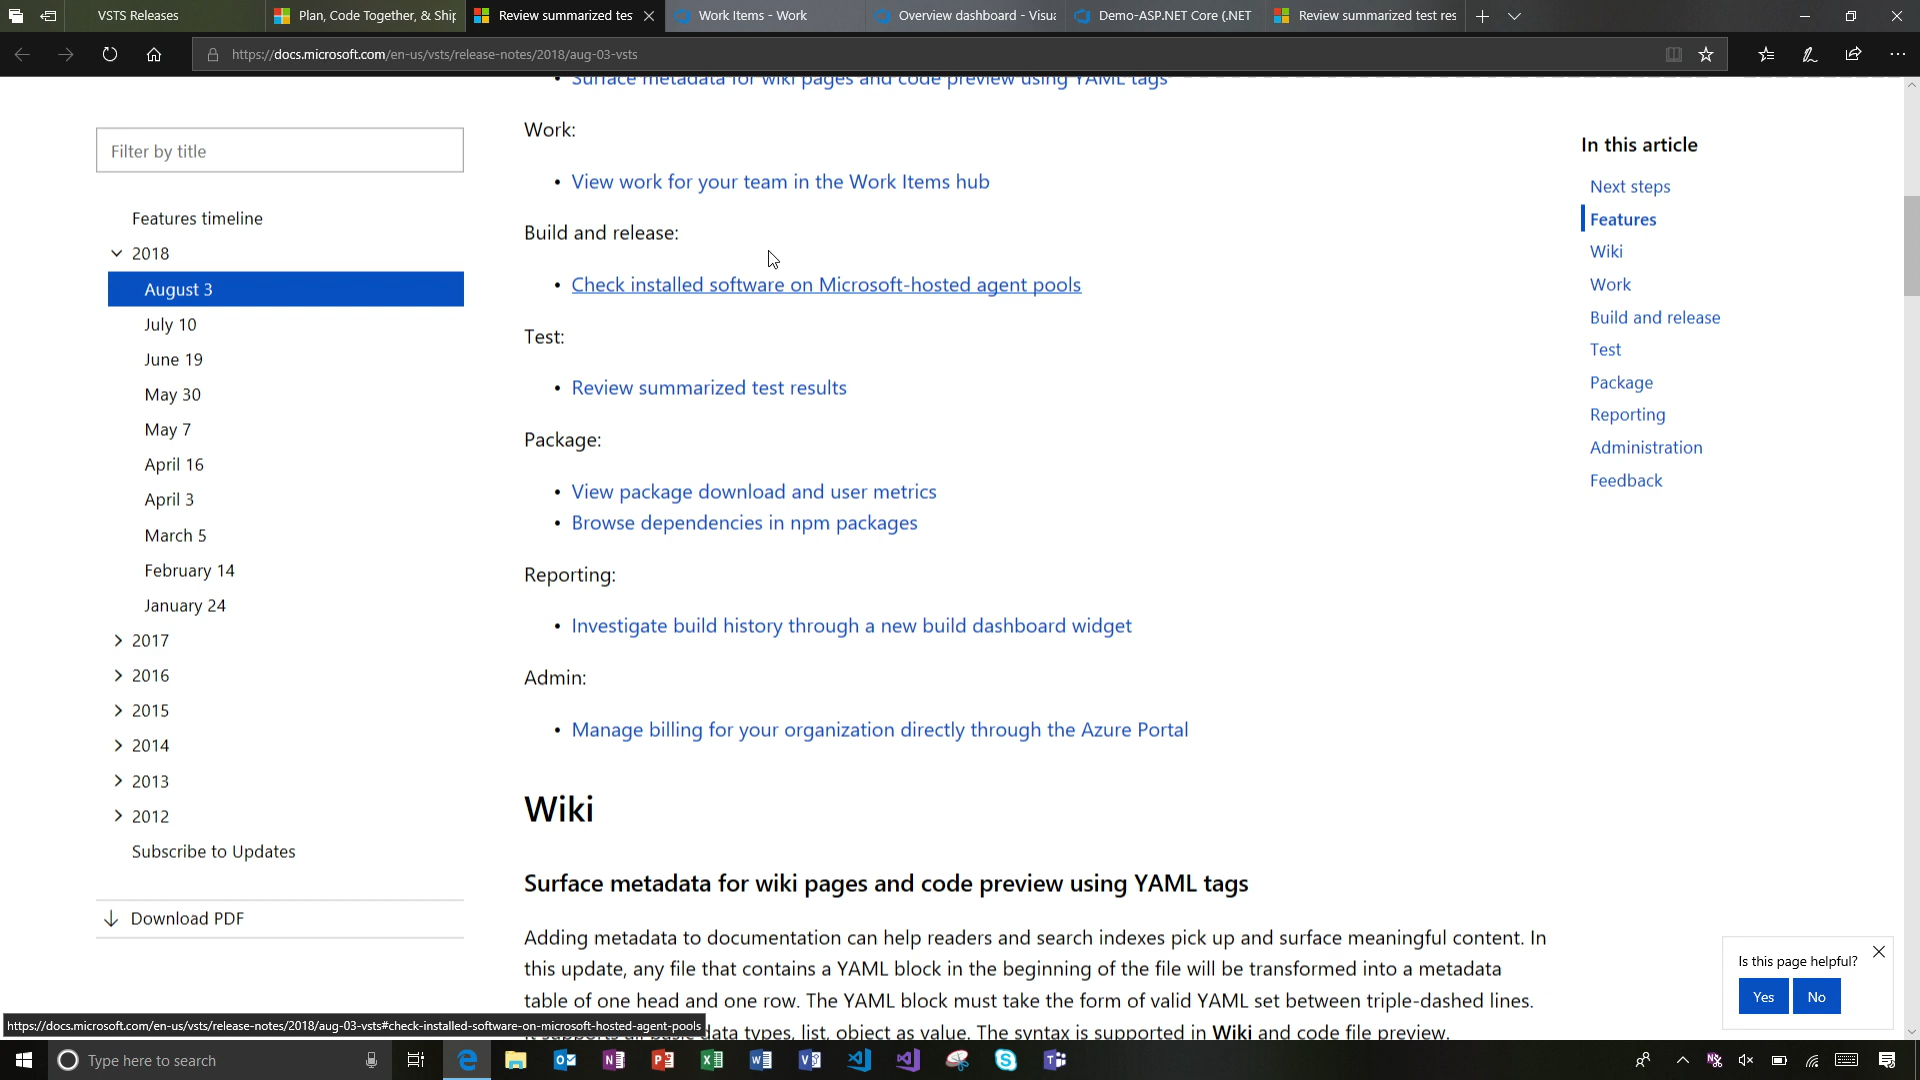 VSTS Releases
Plan, Code Together, & Ship
Review summarized tes
Work Items - Work
Overview dashboard - Visua
Demo-ASP.NET Core (.NET
Review summarized test res
https://docs.microsoft.com/en-us/vsts/release-notes/2018/aug-03-vsts
Surface metadata for wiki pages and code preview using YAML tags
Filter by title
Features timeline
2018
August 3
July 10
June 19
May 30
May 7
April 16
April 3
March 5
February 14
January 24
2017
2016
2015
2014
2013
2012
Subscribe to Updates
Download PDF
Work:
• View work for your team in the Work Items hub
Build and release:
• Check installed software on Microsoft-hosted agent pools
Test:
• Review summarized test results
Package:
• View package download and user metrics
• Browse dependencies in npm packages
Reporting:
• Investigate build history through a new build dashboard widget
Admin:
• Manage billing for your organization directly through the Azure Portal
Wiki
Surface metadata for wiki pages and code preview using YAML tags
Adding metadata to documentation can help readers and search indexes pick up and surface meaningful content. In
this update, any file that contains a YAML block in the beginning of the file will be transformed into a metadata
table of one head and one row. The YAML block must take the form of valid YAML set between triple-dashed lines.
data types, list, object as value. The syntax is supported in Wiki and code file preview.
In this article
Next steps
Features
Wiki
Work
Build and release
Test
Package
Reporting
Administration
Feedback
Is this page helpful?
Yes
No
https://docs.microsoft.com/en-us/vsts/release-notes/2018/aug-03-vsts#check-installed-software-on-microsoft-hosted-agent-pools
Type here to search